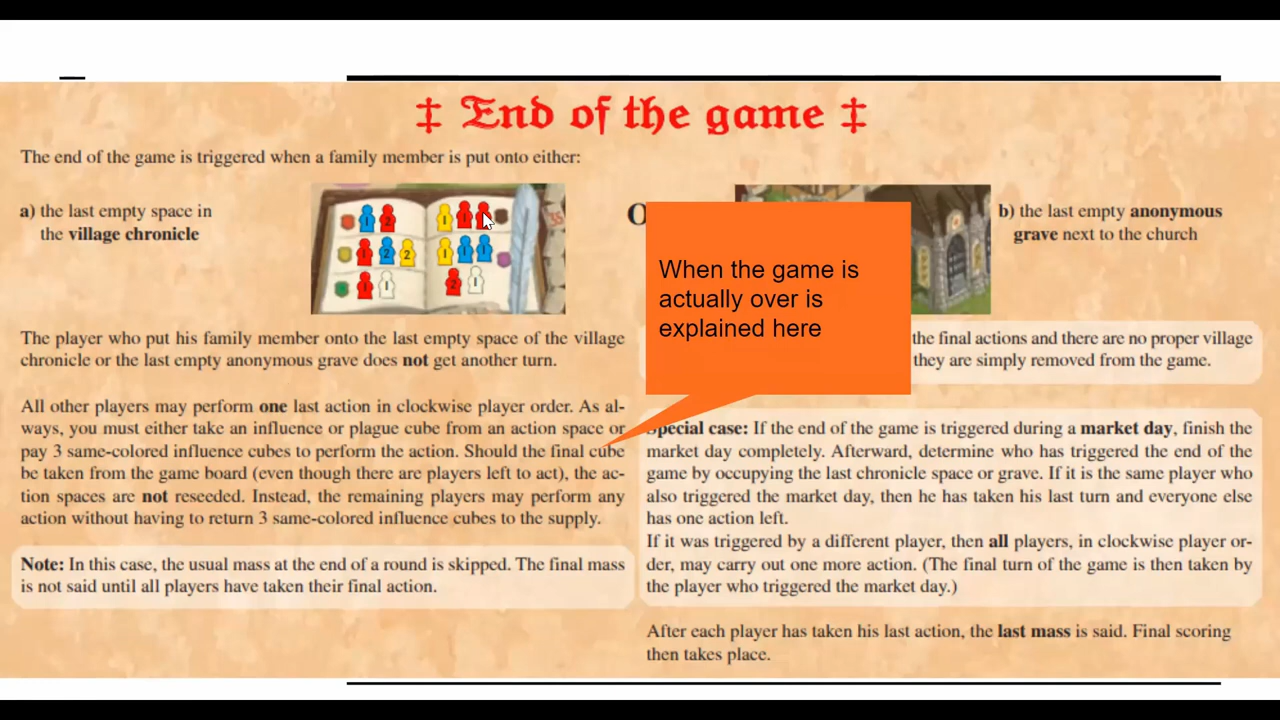 ‡ End of the game ‡
The end of the game is triggered when a family member is put onto either:
a) the last empty space in
the village chronicle
O
b) the last empty anonymous
grave next to the church
When the game is
actually over is
explained here
The player who put his family member onto the last empty space of the village
chronicle or the last empty anonymous grave does not get another turn.
All other players may perform one last action in clockwise player order. As al-
ways, you must either take an influence or plague cube from an action space or
pay 3 same-colored influence cubes to perform the action. Should the final cube
be taken from the game board (even though there are players left to act), the ac-
tion spaces are not reseeded. Instead, the remaining players may perform any
action without having to return 3 same-colored influence cubes to the supply.
Note: In this case, the usual mass at the end of a round is skipped. The final mass
is not said until all players have taken their final action.
the final actions and there are no proper village
they are simply removed from the game.
Special case: If the end of the game is triggered during a market day, finish the
market day completely. Afterward, determine who has triggered the end of the
game by occupying the last chronicle space or grave. If it is the same player who
also triggered the market day, then he has taken his last turn and everyone else
has one action left.
If it was triggered by a different player, then all players, in clockwise player or-
der, may carry out one more action. (The final turn of the game is then taken by
the player who triggered the market day.)
After each player has taken his last action, the last mass is said. Final scoring
then takes place.